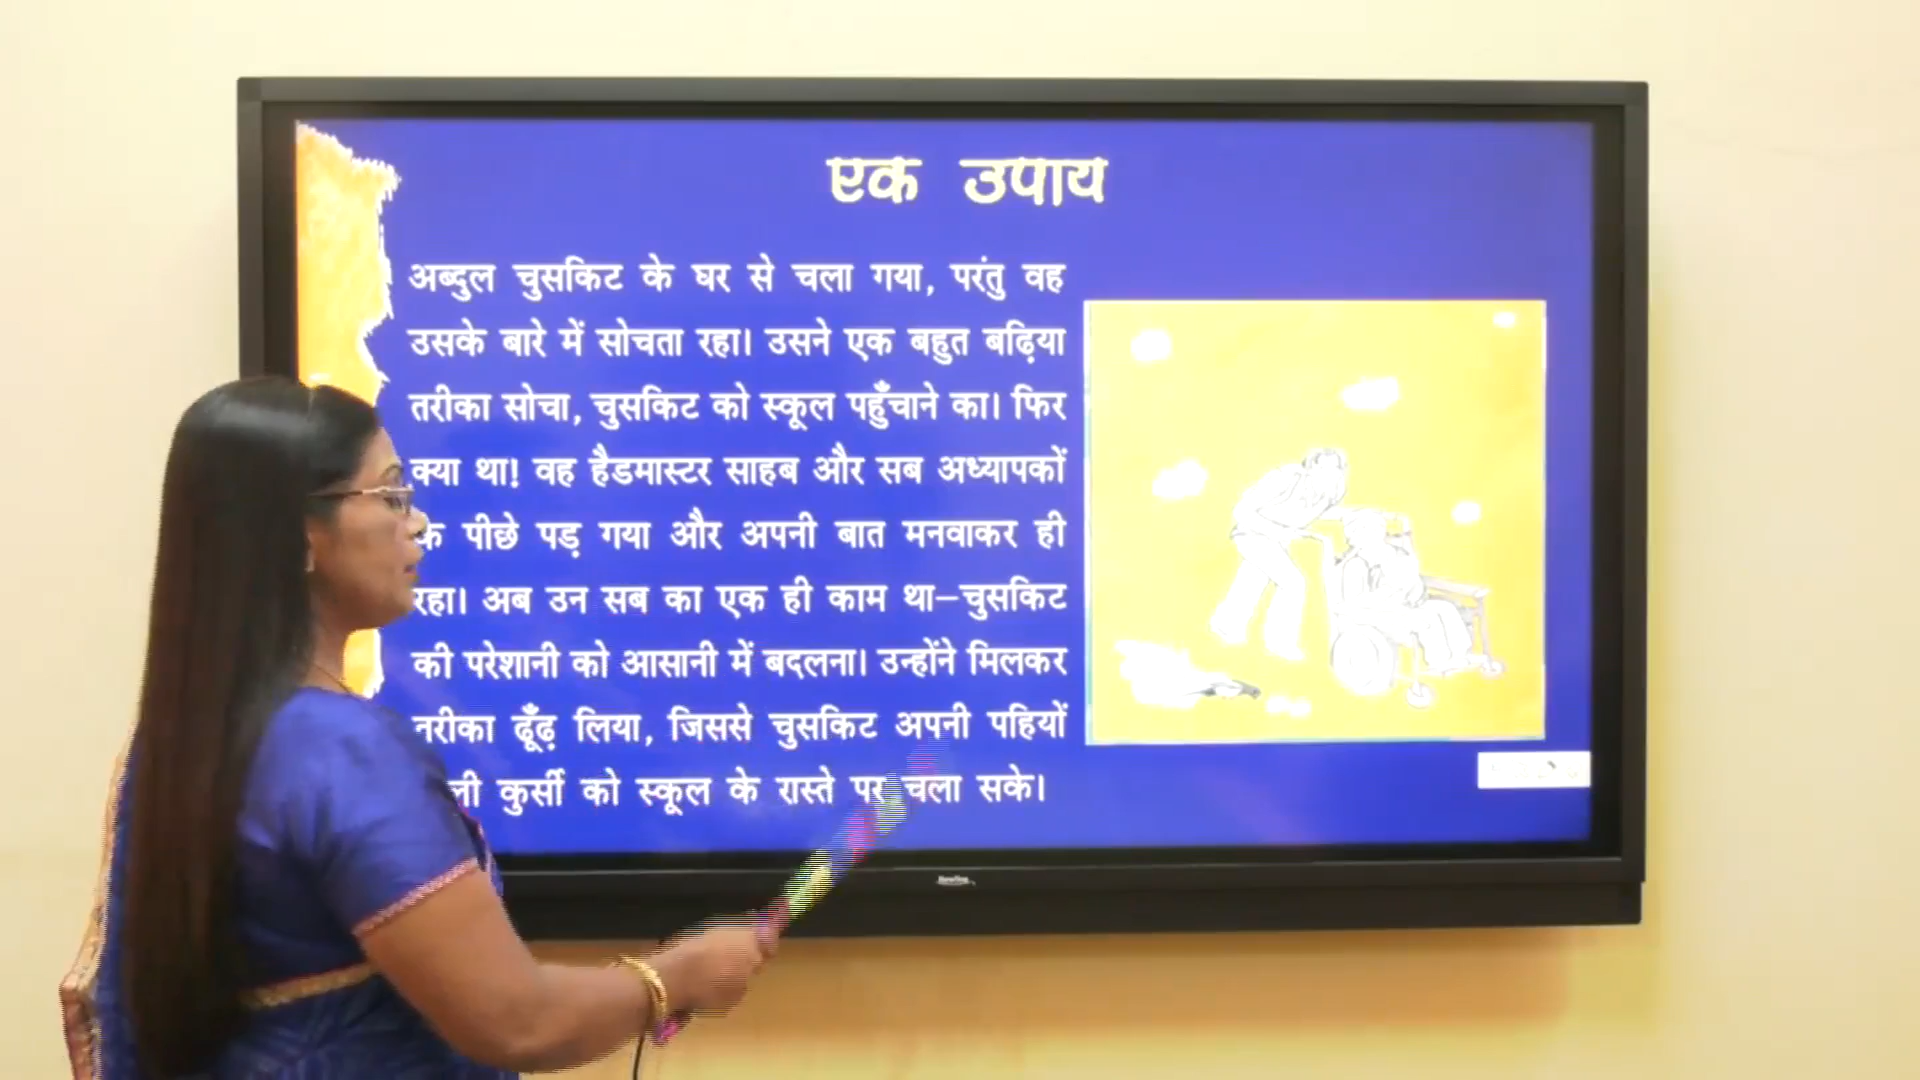 एक उपाय
अब्दुल चुसकिट के घर से चला गया, परंतु वह
उसके बारे में सोचता रहा। उसने एक बहुत बढ़िया
तरीका सोचा, चुसकिट को स्कूल पहुँचाने का। फिर
क्या था! वह हैडमास्टर साहब और सब अध्यापकों
पीछे पड़ गया और अपनी बात मनवाकर ही
रहा। अब उन सब का एक ही काम था–चुसकिट
की परेशानी को आसानी में बदलना। उन्होंने मिलकर
तरीका ढूँढ़ लिया, जिससे चुसकिट अपनी पहियों
कुर्सी को स्कूल के रास्ते पर चला सके।